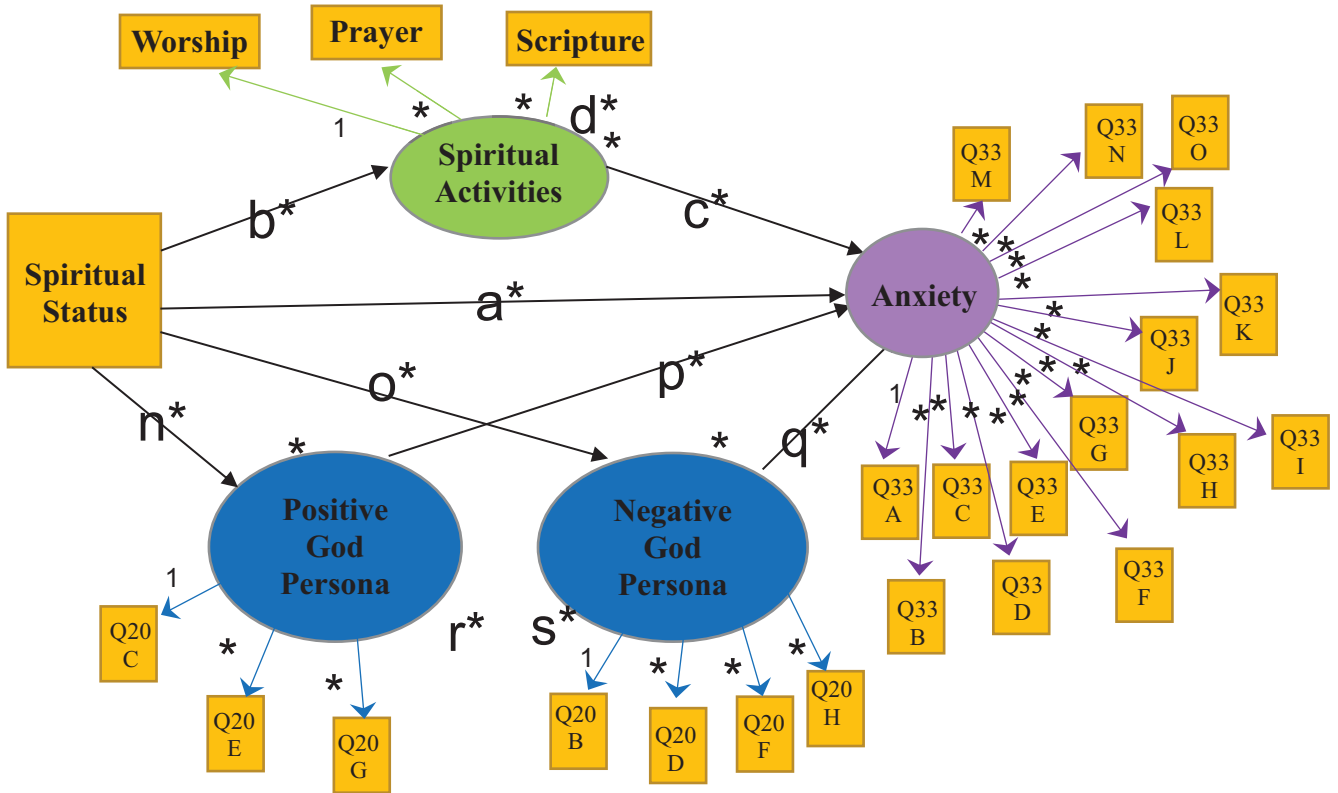 Worship
Prayer
Scripture
*
*
d*
*
1
Spiritual
Activities
b*
c*
Spiritual
Status
a*
Anxiety
o*
p*
n*
q*
*
*
Positive
God
Persona
Negative
God
Persona
r*
s*
1
*
*
1
*
*
*
Q20
C
Q20
E
Q20
G
Q20
B
Q20
D
Q20
F
Q20
H
Q33
M
Q33
N
Q33
O
Q33
L
Q33
K
Q33
J
Q33
I
Q33
H
Q33
G
Q33
F
Q33
E
Q33
D
Q33
C
Q33
B
Q33
A
1
*
*
*
*
*
*
*
*
*
*
*
*
*
*